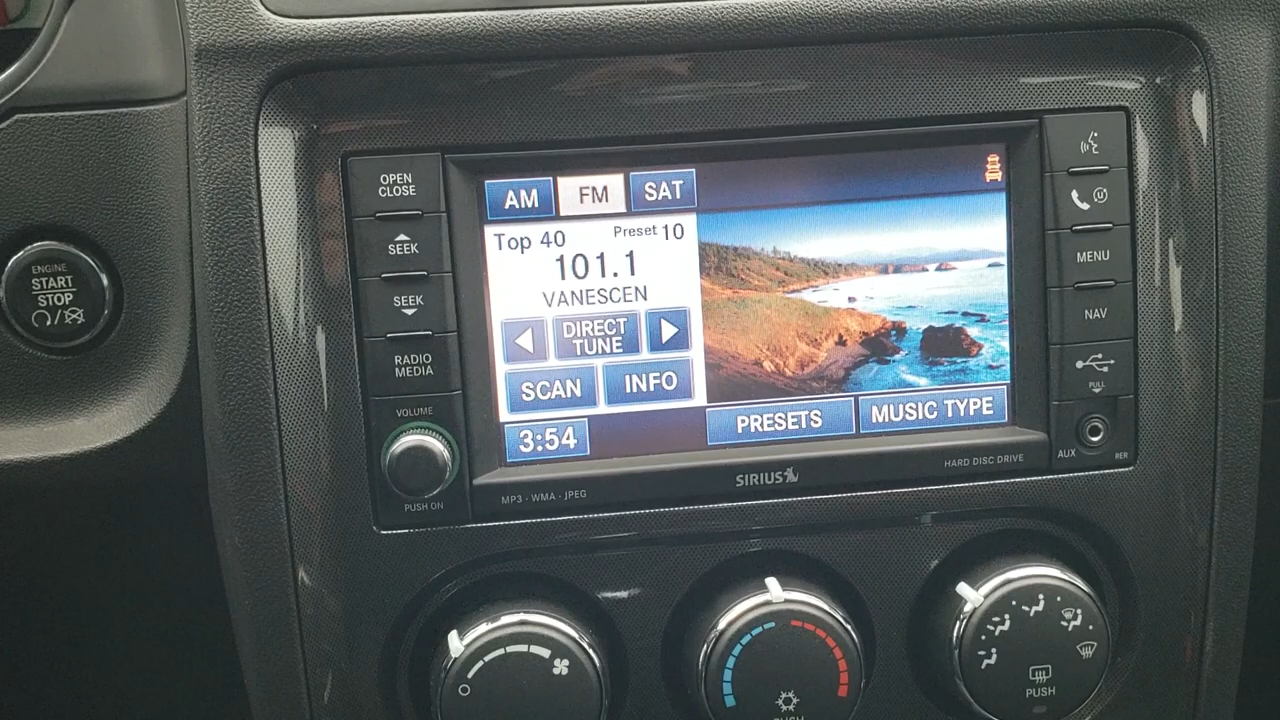 OPEN
CLOSE
SEEK
SEEK
RADIO
MEDIA
VOLUME
PUSH ON
ENGINE
START
STOP
AM
FM
SAT
Top 40
Preset 10
101.1
VANESCEN
DIRECT
TUNE
SCAN
INFO
3:54
PRESETS
MUSIC TYPE
MP3 - WMA - JPEG
SIRIUS
HARD DISC DRIVE
MENU
NAV
PULL
AUX
RER
PUSH
PUSH